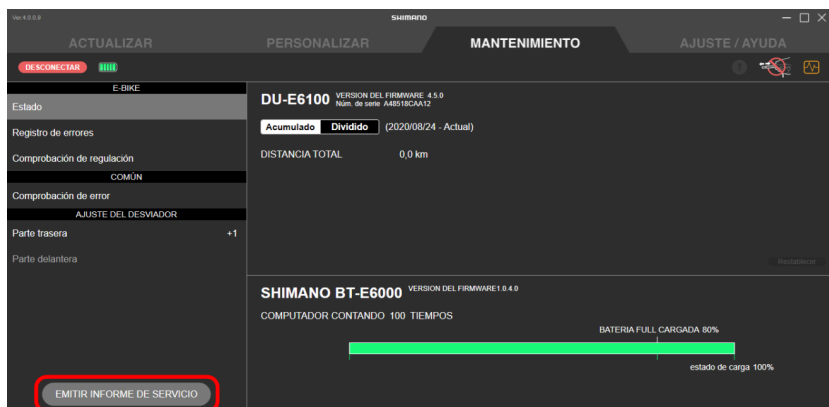 Ver.4.0.0.9 SHIMANO
ACTUALIZAR PERSONALIZAR MANTENIMIENTO AJUSTE / AYUDA
DESCONECTAR
E-BIKE
Estado
Registro de errores
Comprobación de regulación
COMÚN
Comprobación de error
AJUSTE DEL DESVIADOR
Parte trasera +1
Parte delantera
EMITIR INFORME DE SERVICIO
DU-E6100 VERSION DEL FIRMWARE 4.5.0
Núm. de serie A48518CAA12
Acumulado Dividido (2020/08/24 - Actual)
DISTANCIA TOTAL 0,0 km
Restablecer
SHIMANO BT-E6000 VERSION DEL FIRMWARE1.0.4.0
COMPUTADOR CONTANDO 100 TIEMPOS
BATERIA FULL CARGADA 80%
estado de carga 100%